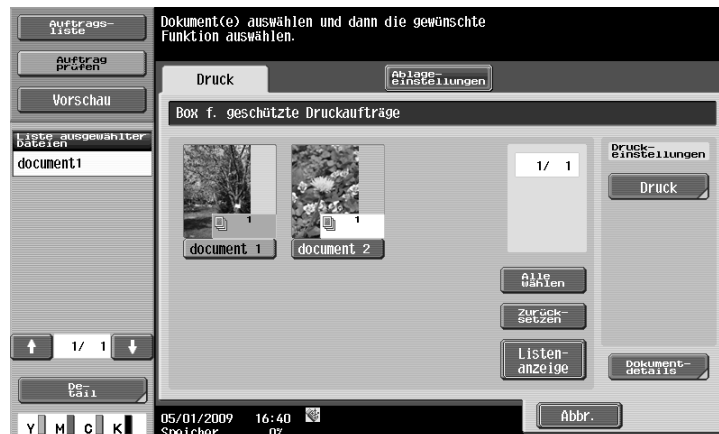 Auftrags-
liste
Auftrag
prüfen
Vorschau
Liste ausgewählter
Dateien
document1
1/ 1
De-
tail
Y M C K
Dokument(e) auswählen und dann die gewünschte
Funktion auswählen.
Druck
Ablage-
einstellungen
Box f. geschützte Druckaufträge
1
document 1
1
document 2
1/ 1
Alle
wählen
Zurück-
setzen
Listen-
anzeige
Druck-
einstellungen
Druck
Dokument-
details
Abbr.
05/01/2009 16:40
Speicher 0%